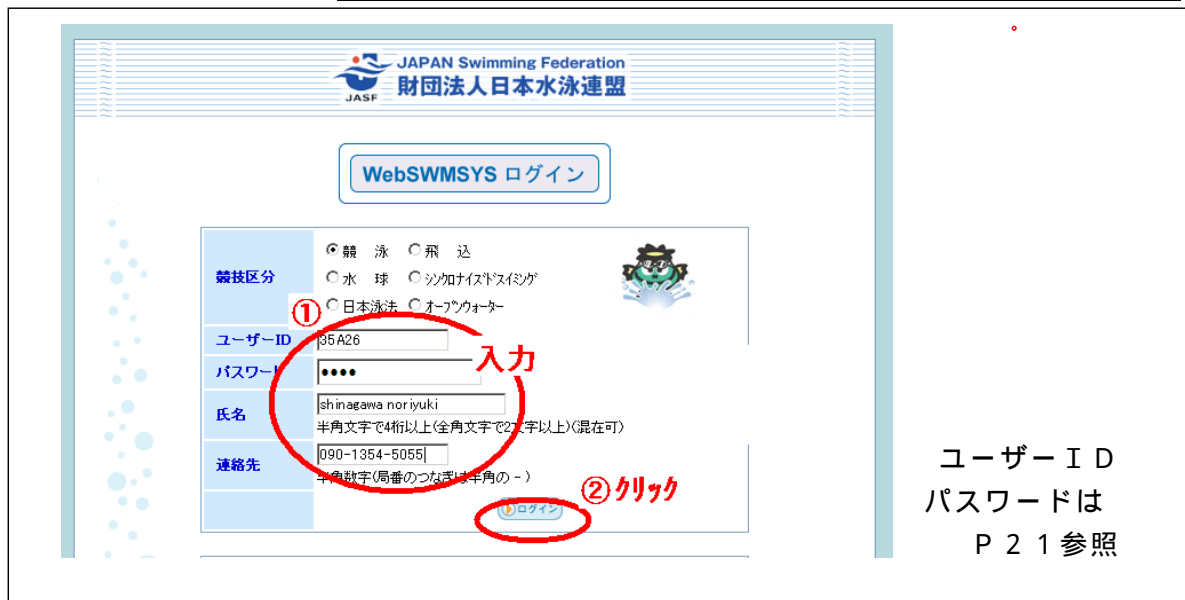 JAPAN Swimming Federation
財団法人日本水泳連盟
JASF
WebSWMSYS ログイン
競技区分
競 泳 飛 込
水 球 シンクロナイズドスイミング
日本泳法 オープンウォーター
①
ユーザーID 35A26
入力
パスワード ●●●●
氏名 shinagawa noriyuki
半角文字で4桁以上(全角文字で2文字以上)(混在可)
連絡先 090-1354-5055
半角数字(局番のつなぎは半角の - )
②クリック
ログイン
ユーザーID
パスワードは
P21参照
。